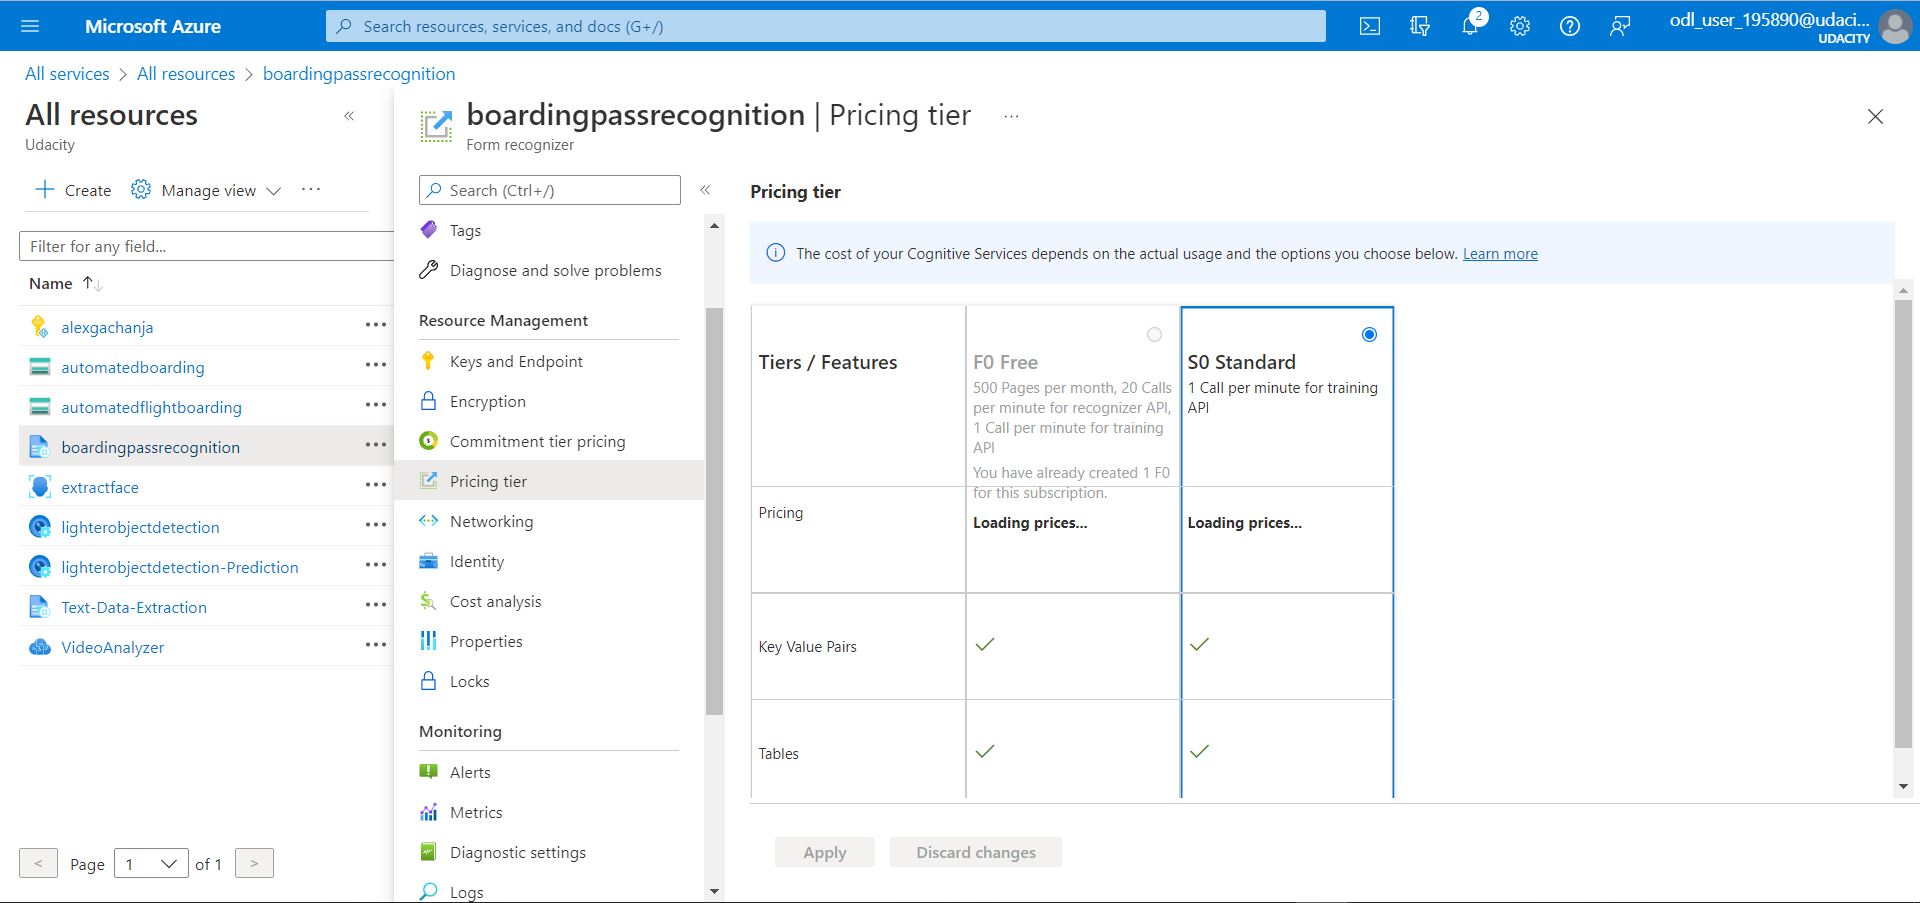 Microsoft Azure
Search resources, services, and docs (G+/)
2
odl_user_195890@udaci...
UDACITY
All services > All resources > boardingpassrecognition
All resources
Udacity
Create
Manage view
Filter for any field...
Name
alexgachanja
automatedboarding
automatedflightboarding
boardingpassrecognition
extractface
lighterobjectdetection
lighterobjectdetection-Prediction
Text-Data-Extraction
VideoAnalyzer
< Page 1 of 1 >
boardingpassrecognition | Pricing tier ...
Form recognizer
Search (Ctrl+/)
Tags
Diagnose and solve problems
Resource Management
Keys and Endpoint
Encryption
Commitment tier pricing
Pricing tier
Networking
Identity
Cost analysis
Properties
Locks
Monitoring
Alerts
Metrics
Diagnostic settings
Logs
Pricing tier
The cost of your Cognitive Services depends on the actual usage and the options you choose below. Learn more
Tiers / Features
F0 Free
500 Pages per month, 20 Calls
per minute for recognizer API,
1 Call per minute for training
API
You have already created 1 F0
for this subscription.
S0 Standard
1 Call per minute for training
API
Pricing
Loading prices...
Loading prices...
Key Value Pairs
Tables
Apply
Discard changes